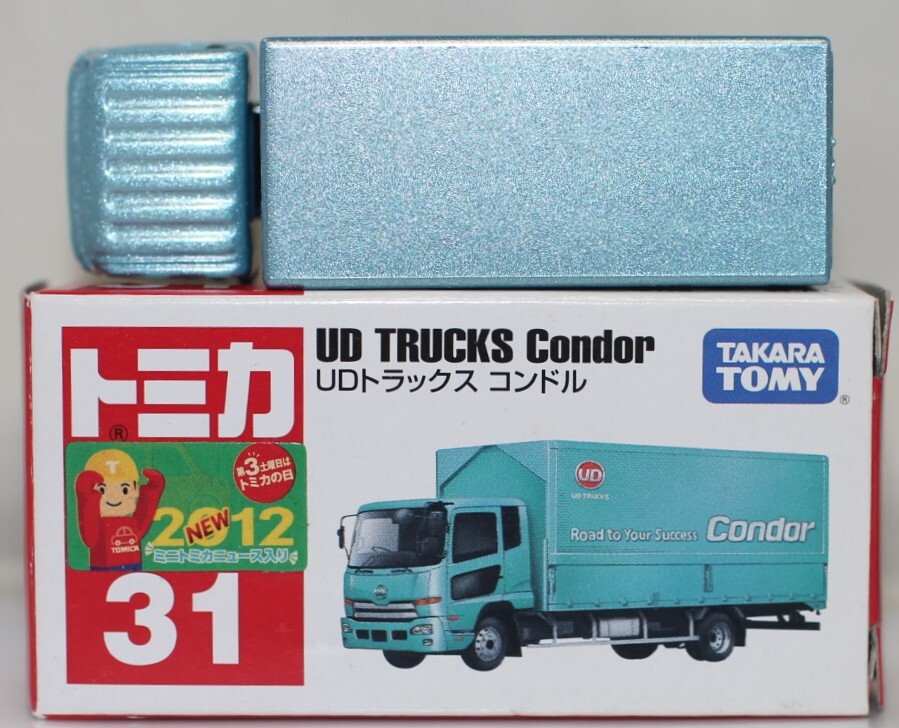 トミカ
®
第3土曜日は
トミカの日
T
TOMICA
2012
NEW
ミニトミカニュース入り
31
UD TRUCKS Condor
UDトラックス コンドル
TAKARA
TOMY
®
UD
UD TRUCKS
Road to Your Success Condor